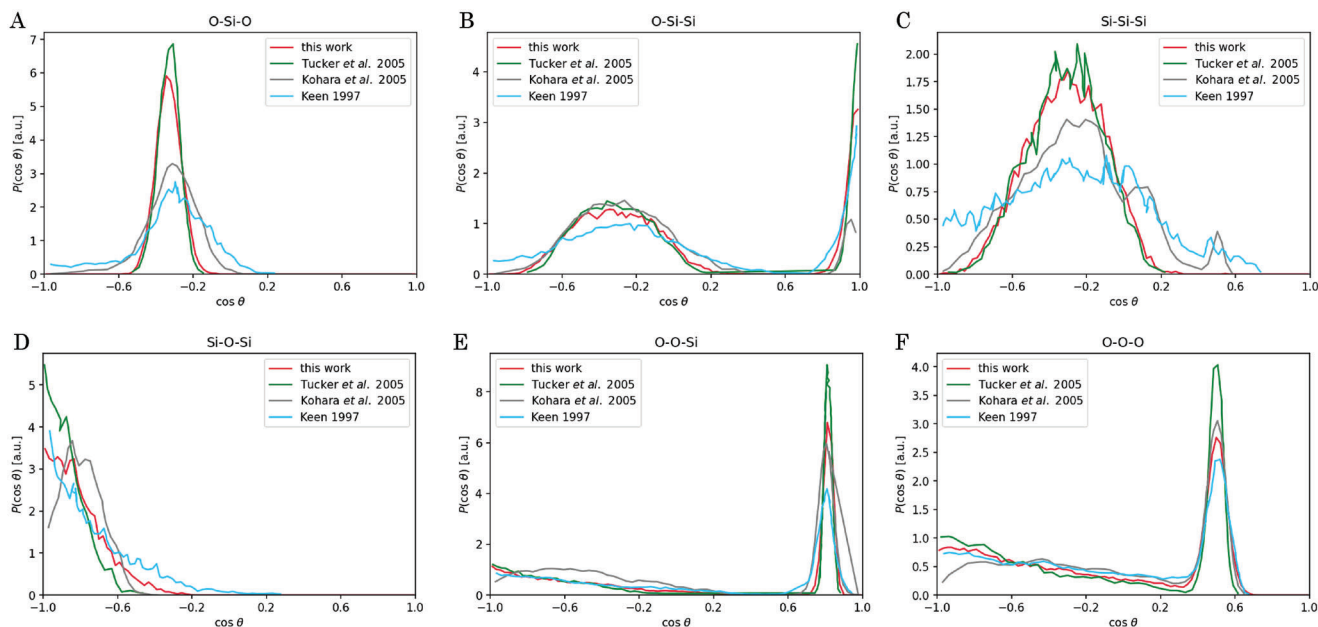 A
O-Si-O
P(cos θ) [a.u.]
7
6
5
4
3
2
1
0
−1.0
−0.6
−0.2
0.2
0.6
1.0
cos θ
this work
Tucker et al. 2005
Kohara et al. 2005
Keen 1997
B
O-Si-Si
P(cos θ) [a.u.]
4
2
1
0
−1.0
−0.6
−0.2
0.2
0.6
1.0
cos θ
this work
Tucker et al. 2005
Kohara et al. 2005
Keen 1997
C
Si-Si-Si
P(cos θ) [a.u.]
2.00
1.75
1.50
1.25
1.00
0.75
0.50
0.25
0.00
−1.0
−0.6
−0.2
0.2
0.6
1.0
cos θ
this work
Tucker et al. 2005
Kohara et al. 2005
Keen 1997
D
Si-O-Si
P(cos θ) [a.u.]
5
4
3
2
1
0
−1.0
−0.6
−0.2
0.2
0.6
1.0
cos θ
this work
Tucker et al. 2005
Kohara et al. 2005
Keen 1997
E
O-O-Si
P(cos θ) [a.u.]
8
6
4
2
0
−1.0
−0.6
−0.2
0.2
0.6
1.0
cos θ
this work
Tucker et al. 2005
Kohara et al. 2005
Keen 1997
F
O-O-O
P(cos θ) [a.u.]
4.0
3.5
3.0
2.5
2.0
1.5
1.0
0.5
0.0
−1.0
−0.6
−0.2
0.2
0.6
1.0
cos θ
this work
Tucker et al. 2005
Kohara et al. 2005
Keen 1997